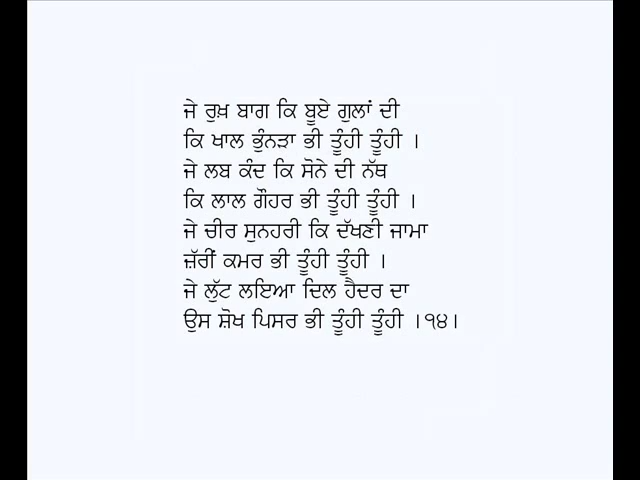 ਜੇ ਰੁਖ਼ ਬਾਗ ਕਿ ਬੂਏ ਗੁਲਾਂ ਦੀ
ਕਿ ਖਾਲ ਭੁੰਨੜਾ ਭੀ ਤੂੰਹੀ ਤੂੰਹੀ ।
ਜੇ ਲਬ ਕੰਦ ਕਿ ਸੋਨੇ ਦੀ ਨੱਥ
ਕਿ ਲਾਲ ਗੌਹਰ ਭੀ ਤੂੰਹੀ ਤੂੰਹੀ ।
ਜੇ ਚੀਰ ਸੁਨਹਰੀ ਕਿ ਦੱਖਣੀ ਜਾਮਾ
ਜ਼ੱਰੀਂ ਕਮਰ ਭੀ ਤੂੰਹੀ ਤੂੰਹੀ ।
ਜੇ ਲੁੱਟ ਲਇਆ ਦਿਲ ਹੈਦਰ ਦਾ
ਉਸ ਸ਼ੋਖ ਪਿਸਰ ਭੀ ਤੂੰਹੀ ਤੂੰਹੀ ।੧੪।